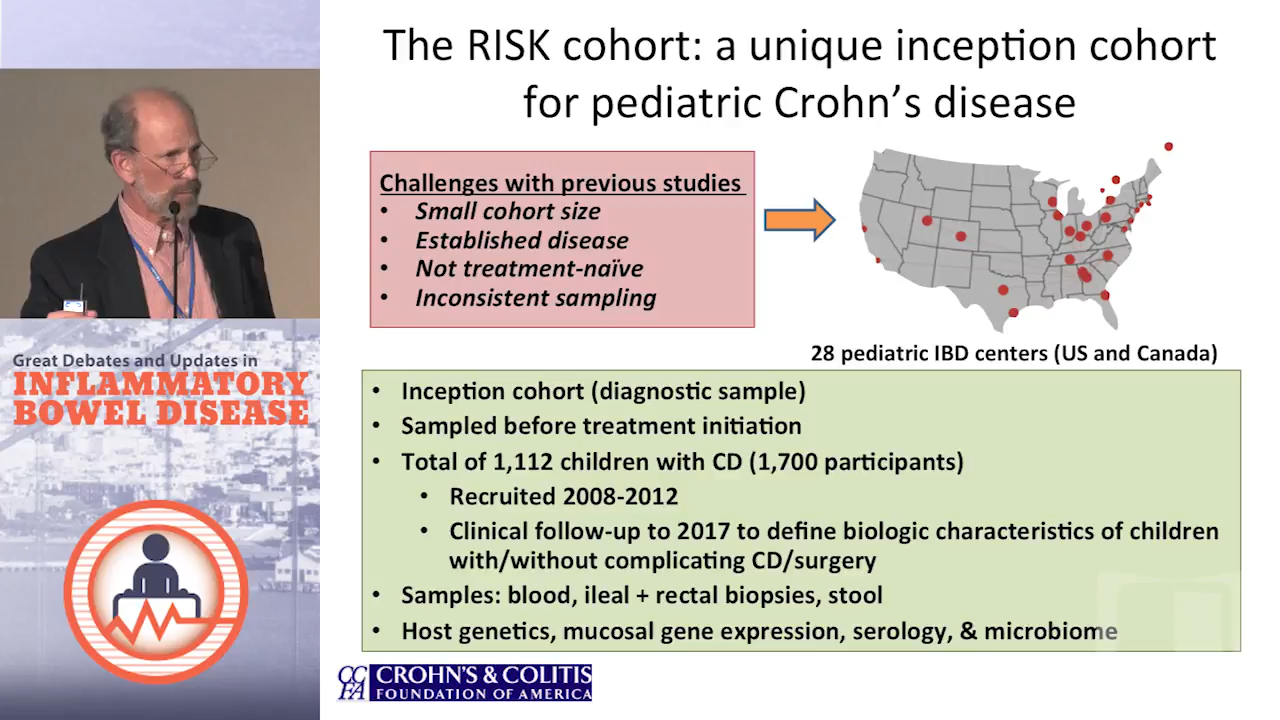 The RISK cohort: a unique inception cohort
for pediatric Crohn's disease
Challenges with previous studies
• Small cohort size
• Established disease
• Not treatment-naïve
• Inconsistent sampling
28 pediatric IBD centers (US and Canada)
Great Debates and Updates in
INFLAMMATORY
BOWEL DISEASE
• Inception cohort (diagnostic sample)
• Sampled before treatment initiation
• Total of 1,112 children with CD (1,700 participants)
• Recruited 2008-2012
• Clinical follow-up to 2017 to define biologic characteristics of children
with/without complicating CD/surgery
• Samples: blood, ileal + rectal biopsies, stool
• Host genetics, mucosal gene expression, serology, & microbiome
CCFA
CROHN'S & COLITIS
FOUNDATION OF AMERICA